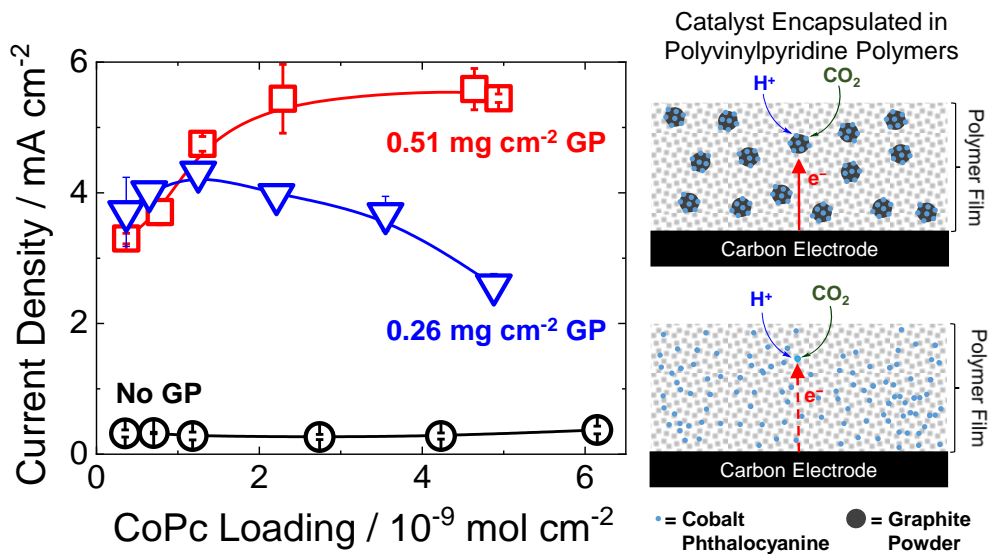 Current Density / mA cm⁻²
6
4
2
0
0.51 mg cm⁻² GP
0.26 mg cm⁻² GP
No GP
0 2 4 6
CoPc Loading / 10⁻⁹ mol cm⁻²
Catalyst Encapsulated in
Polyvinylpyridine Polymers
H⁺ CO₂
e⁻
Polymer Film
Carbon Electrode
H⁺ CO₂
e⁻
Polymer Film
Carbon Electrode
= Cobalt
Phthalocyanine
= Graphite
Powder